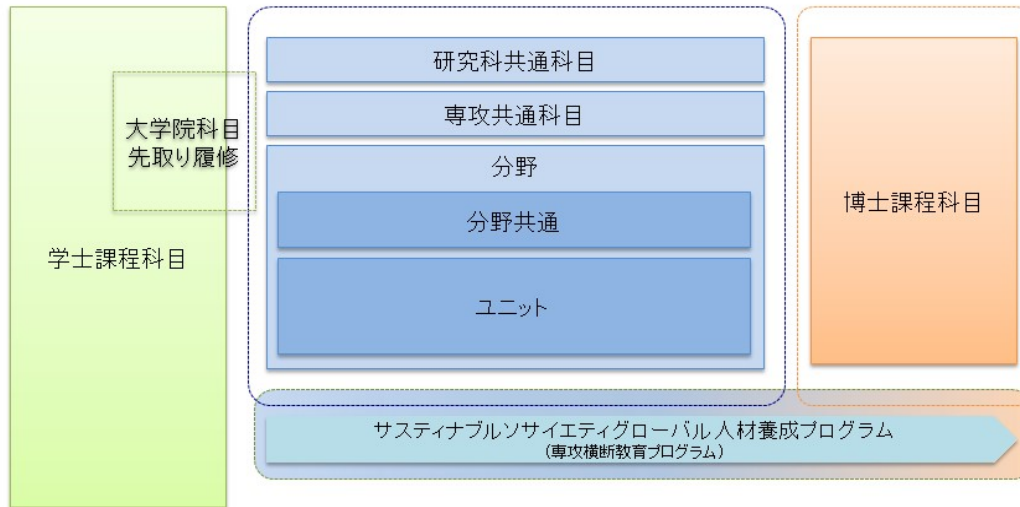 学士課程科目
大学院科目
先取り履修
研究科共通科目
専攻共通科目
分野
分野共通
ユニット
博士課程科目
サスティナブルソサイエティグローバル人材養成プログラム
(専攻横断教育プログラム)